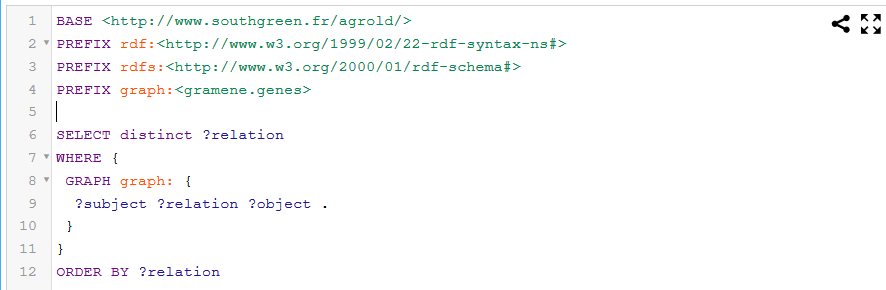 1 BASE <http://www.southgreen.fr/agrold/>
2 PREFIX rdf:<http://www.w3.org/1999/02/22-rdf-syntax-ns#>
3 PREFIX rdfs:<http://www.w3.org/2000/01/rdf-schema#>
4 PREFIX graph:<gramene.genes>
5
6 SELECT distinct ?relation
7 WHERE {
8 GRAPH graph: {
9 ?subject ?relation ?object .
10 }
11 }
12 ORDER BY ?relation